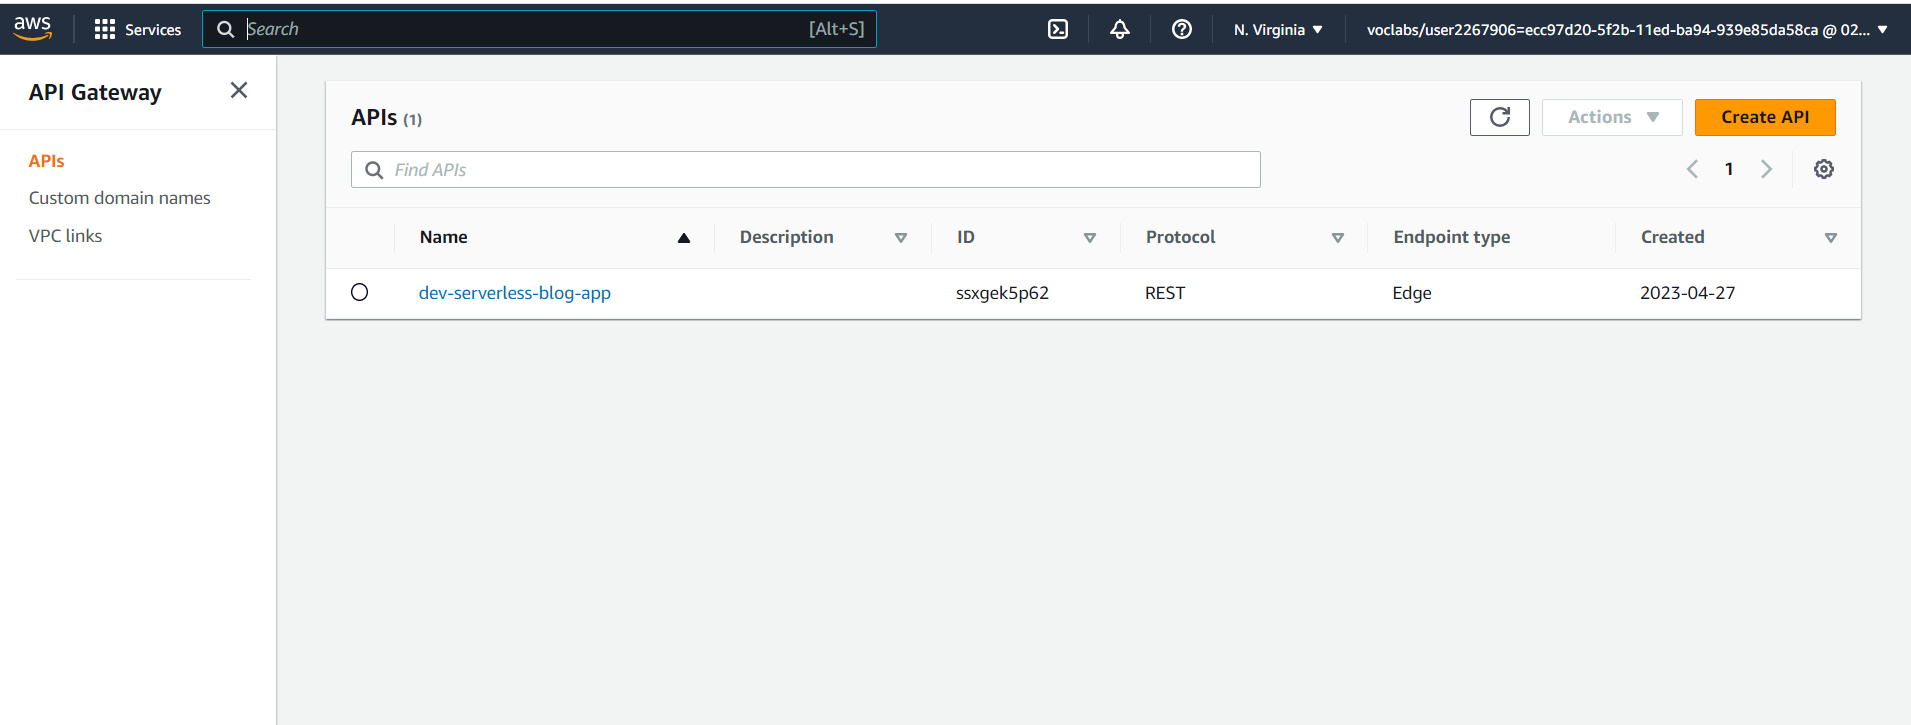 aws Services Search [Alt+S] N. Virginia voclabs/user2267906=ecc97d20-5f2b-11ed-ba94-939e85da58ca @ 02...
API Gateway
APIs
Custom domain names
VPC links
APIs (1) Actions Create API
Find APIs 1
Name Description ID Protocol Endpoint type Created
dev-serverless-blog-app ssxgek5p62 REST Edge 2023-04-27